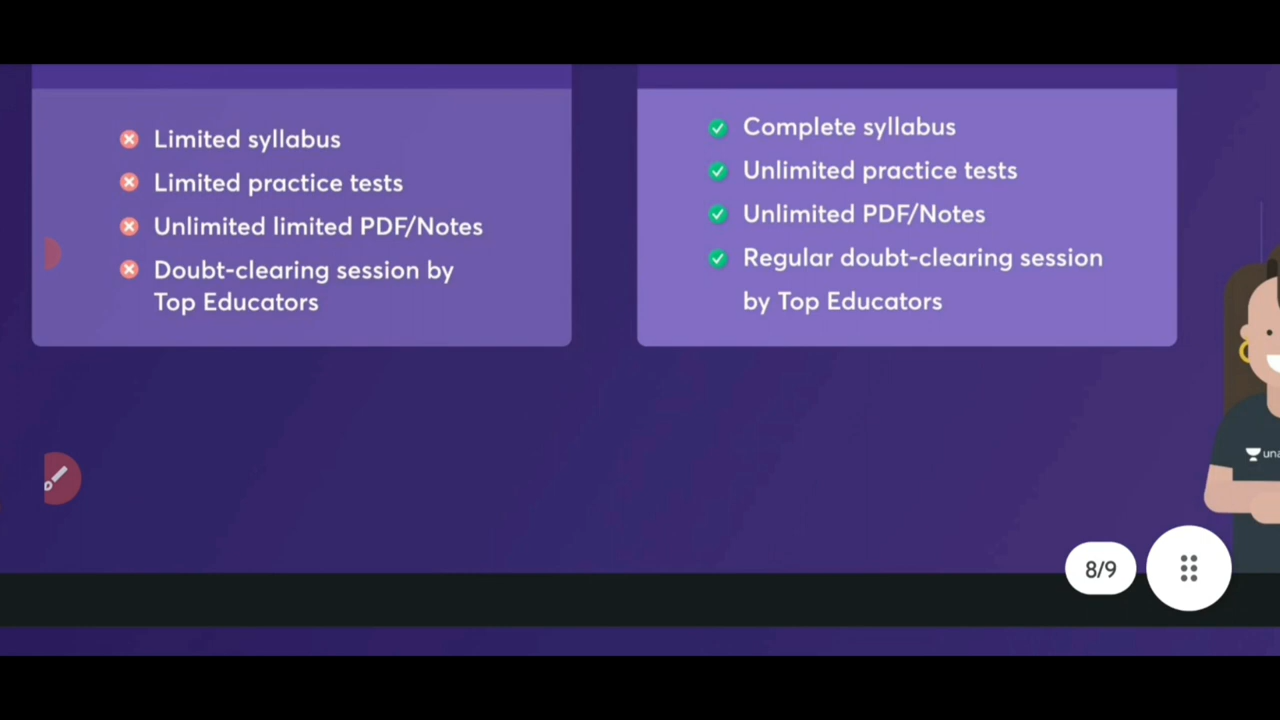 Limited syllabus
Limited practice tests
Unlimited limited PDF/Notes
Doubt-clearing session by
Top Educators
Complete syllabus
Unlimited practice tests
Unlimited PDF/Notes
Regular doubt-clearing session
by Top Educators
una
8/9